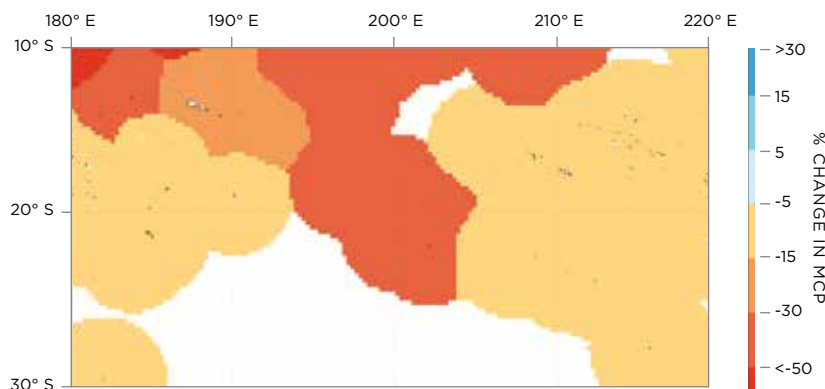 180° E
190° E
200° E
210° E
220° E
10° S
20° S
30° S
>30
15
5
-5
-15
-30
<-50
% CHANGE IN MCP